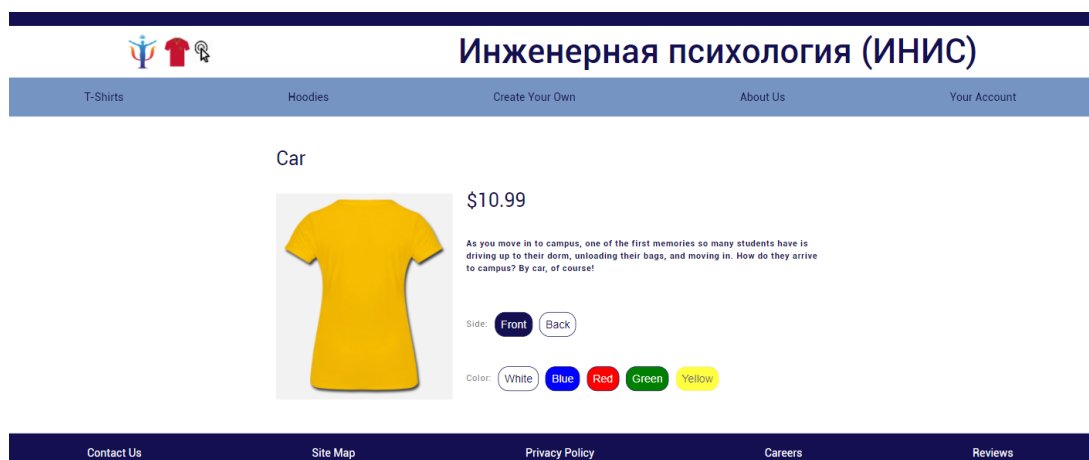 Инженерная психология (ИНИС)
T-Shirts Hoodies Create Your Own About Us Your Account
Car
$10.99
As you move in to campus, one of the first memories so many students have is
driving up to their dorm, unloading their bags, and moving in. How do they arrive
to campus? By car, of course!
Side: Front Back
Color: White Blue Red Green Yellow
Contact Us Site Map Privacy Policy Careers Reviews